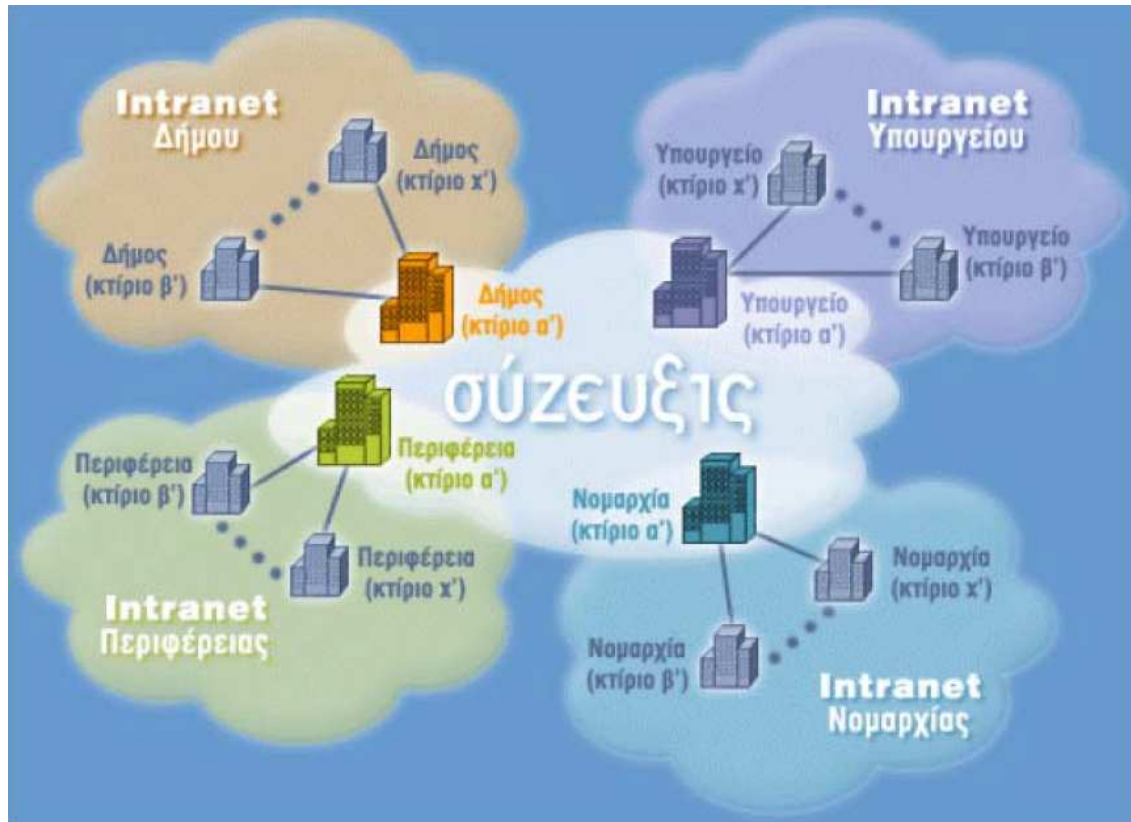 Intranet
Δήμου
Δήμος
(κτίριο χ')
Δήμος
(κτίριο β')
Δήμος
(κτίριο α')
Intranet
Υπουργείου
Υπουργείο
(κτίριο χ')
Υπουργείο
(κτίριο β')
Υπουργείο
(κτίριο α')
σύζευξις
Περιφέρεια
(κτίριο α')
Περιφέρεια
(κτίριο β')
Περιφέρεια
(κτίριο χ')
Intranet
Περιφέρειας
Νομαρχία
(κτίριο α')
Νομαρχία
(κτίριο χ')
Νομαρχία
(κτίριο β')
Intranet
Νομαρχίας